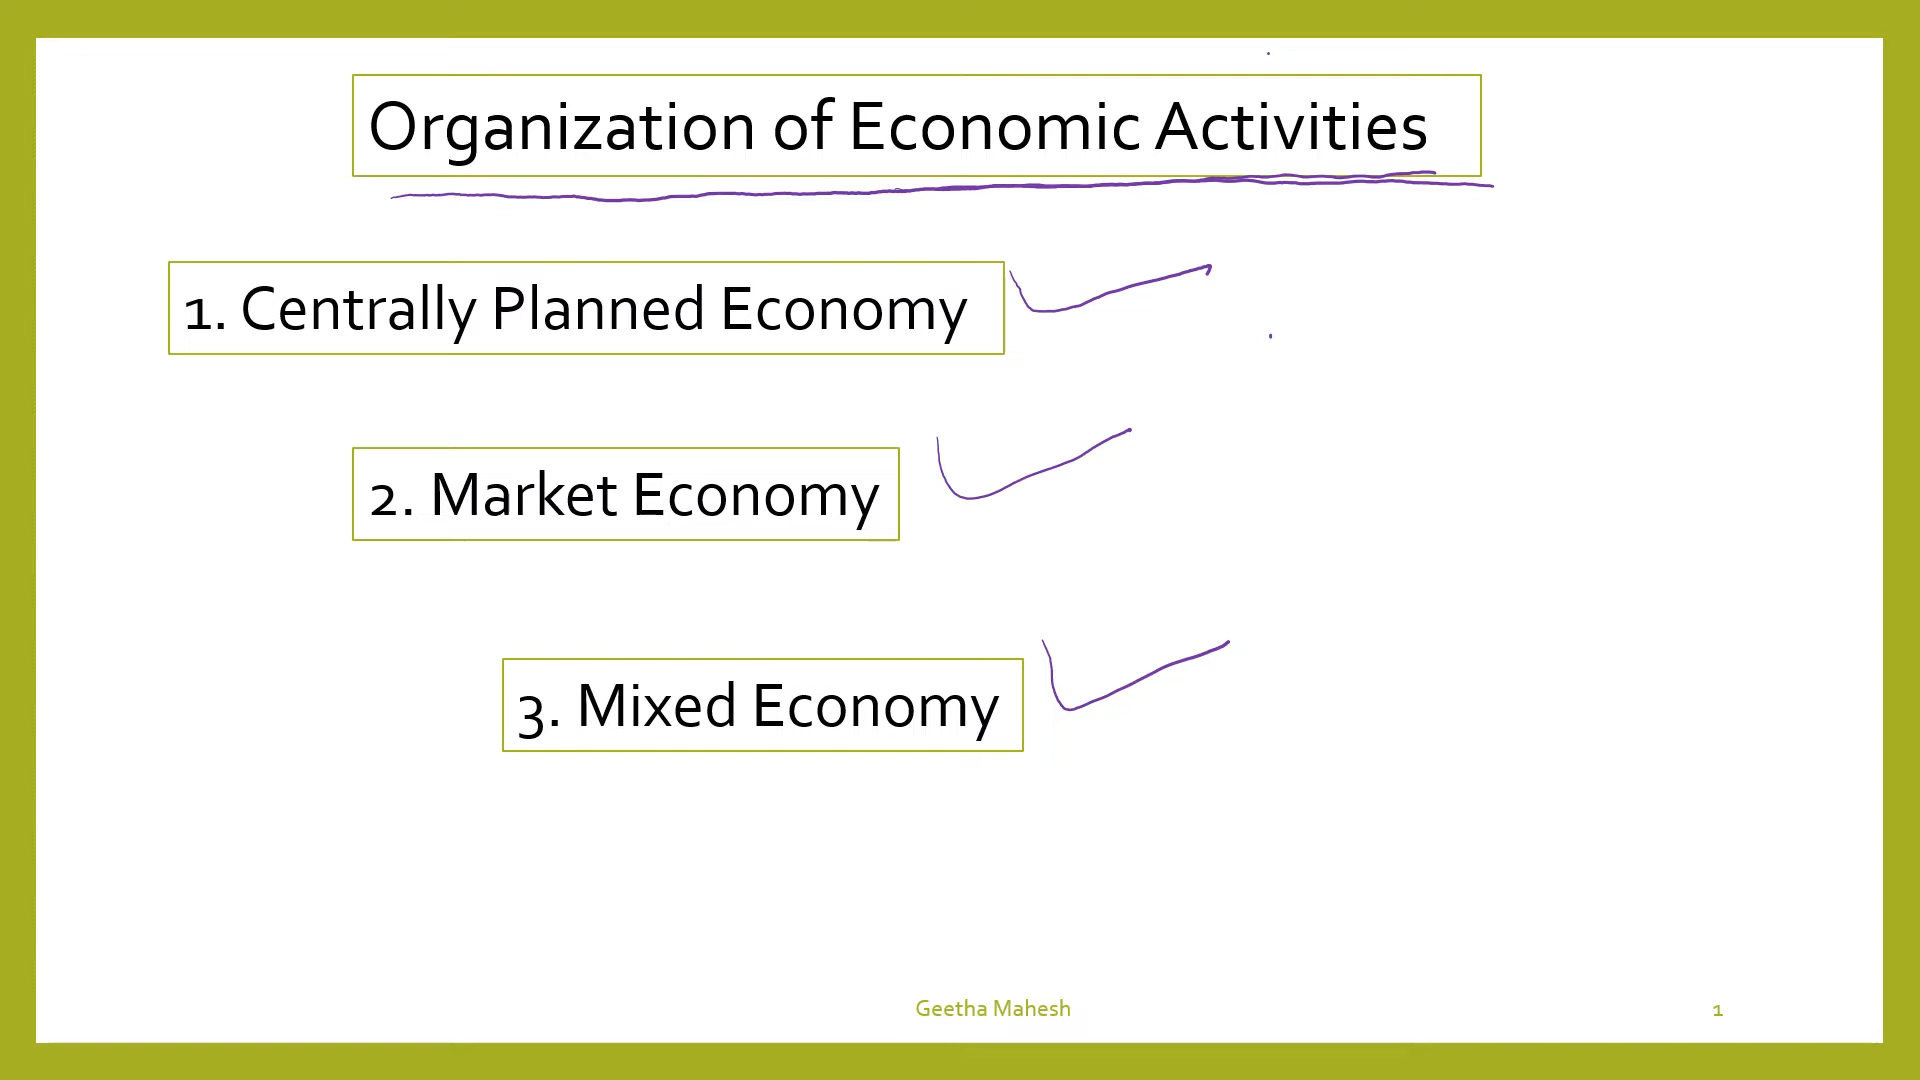 Organization of Economic Activities
1. Centrally Planned Economy
2. Market Economy
3. Mixed Economy
Geetha Mahesh
1